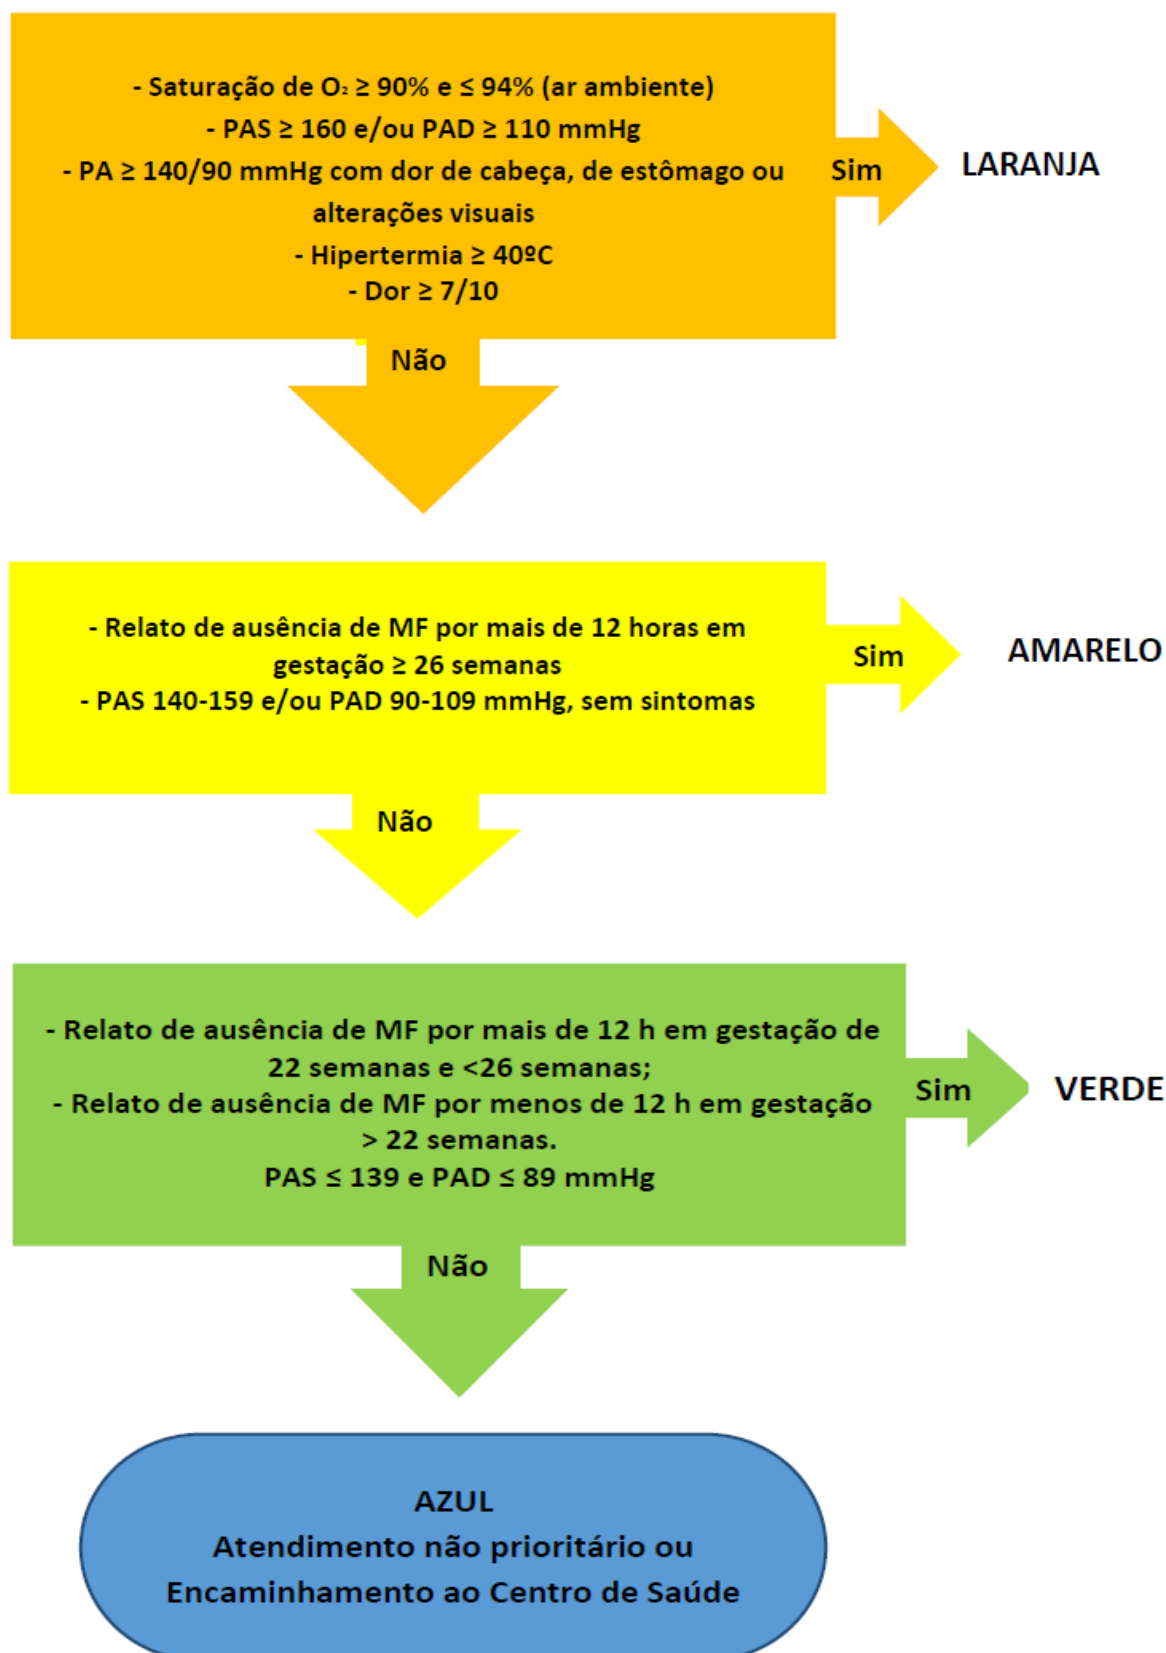 - Saturação de O₂ ≥ 90% e ≤ 94% (ar ambiente)
- PAS ≥ 160 e/ou PAD ≥ 110 mmHg
- PA ≥ 140/90 mmHg com dor de cabeça, de estômago ou
alterações visuais
- Hipertermia ≥ 40ºC
- Dor ≥ 7/10
Sim
LARANJA
Não
- Relato de ausência de MF por mais de 12 horas em
gestação ≥ 26 semanas
- PAS 140-159 e/ou PAD 90-109 mmHg, sem sintomas
Sim
AMARELO
Não
- Relato de ausência de MF por mais de 12 h em gestação de
22 semanas e <26 semanas;
- Relato de ausência de MF por menos de 12 h em gestação
> 22 semanas.
PAS ≤ 139 e PAD ≤ 89 mmHg
Sim
VERDE
Não
AZUL
Atendimento não prioritário ou
Encaminhamento ao Centro de Saúde